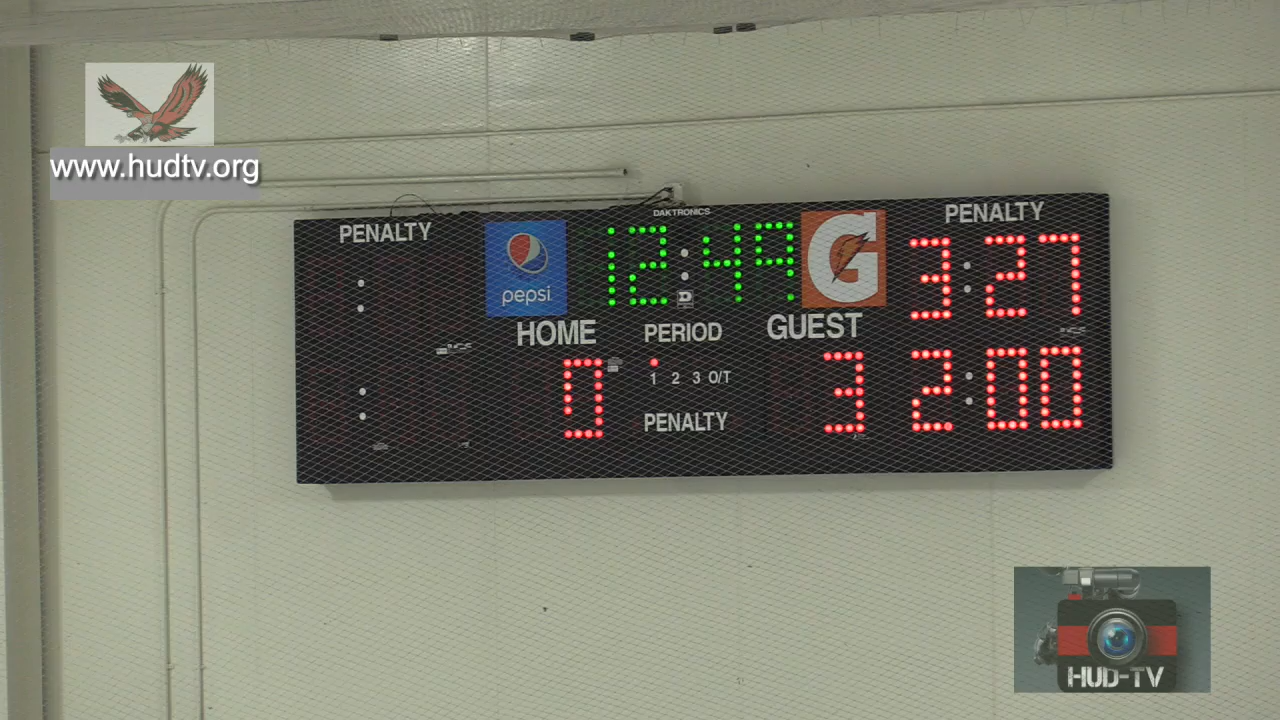 www.hudtv.org
DAKTRONICS
PENALTY
pepsi
12:49
G
PENALTY
3:27
HOME
PERIOD
GUEST
0
1 2 3 O/T
3
2:00
PENALTY
HUD-TV